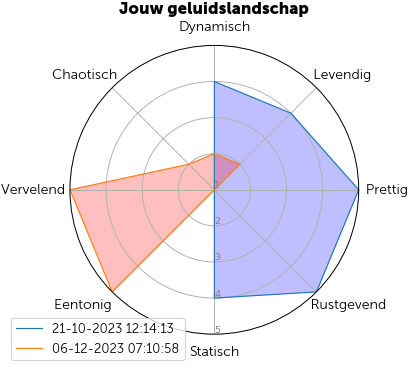 Jouw geluidslandschap
Dynamisch
Chaotisch
Levendig
Vervelend
Prettig
1
2
3
4
5
Eentonig
Rustgevend
Statisch
21-10-2023 12:14:13
06-12-2023 07:10:58